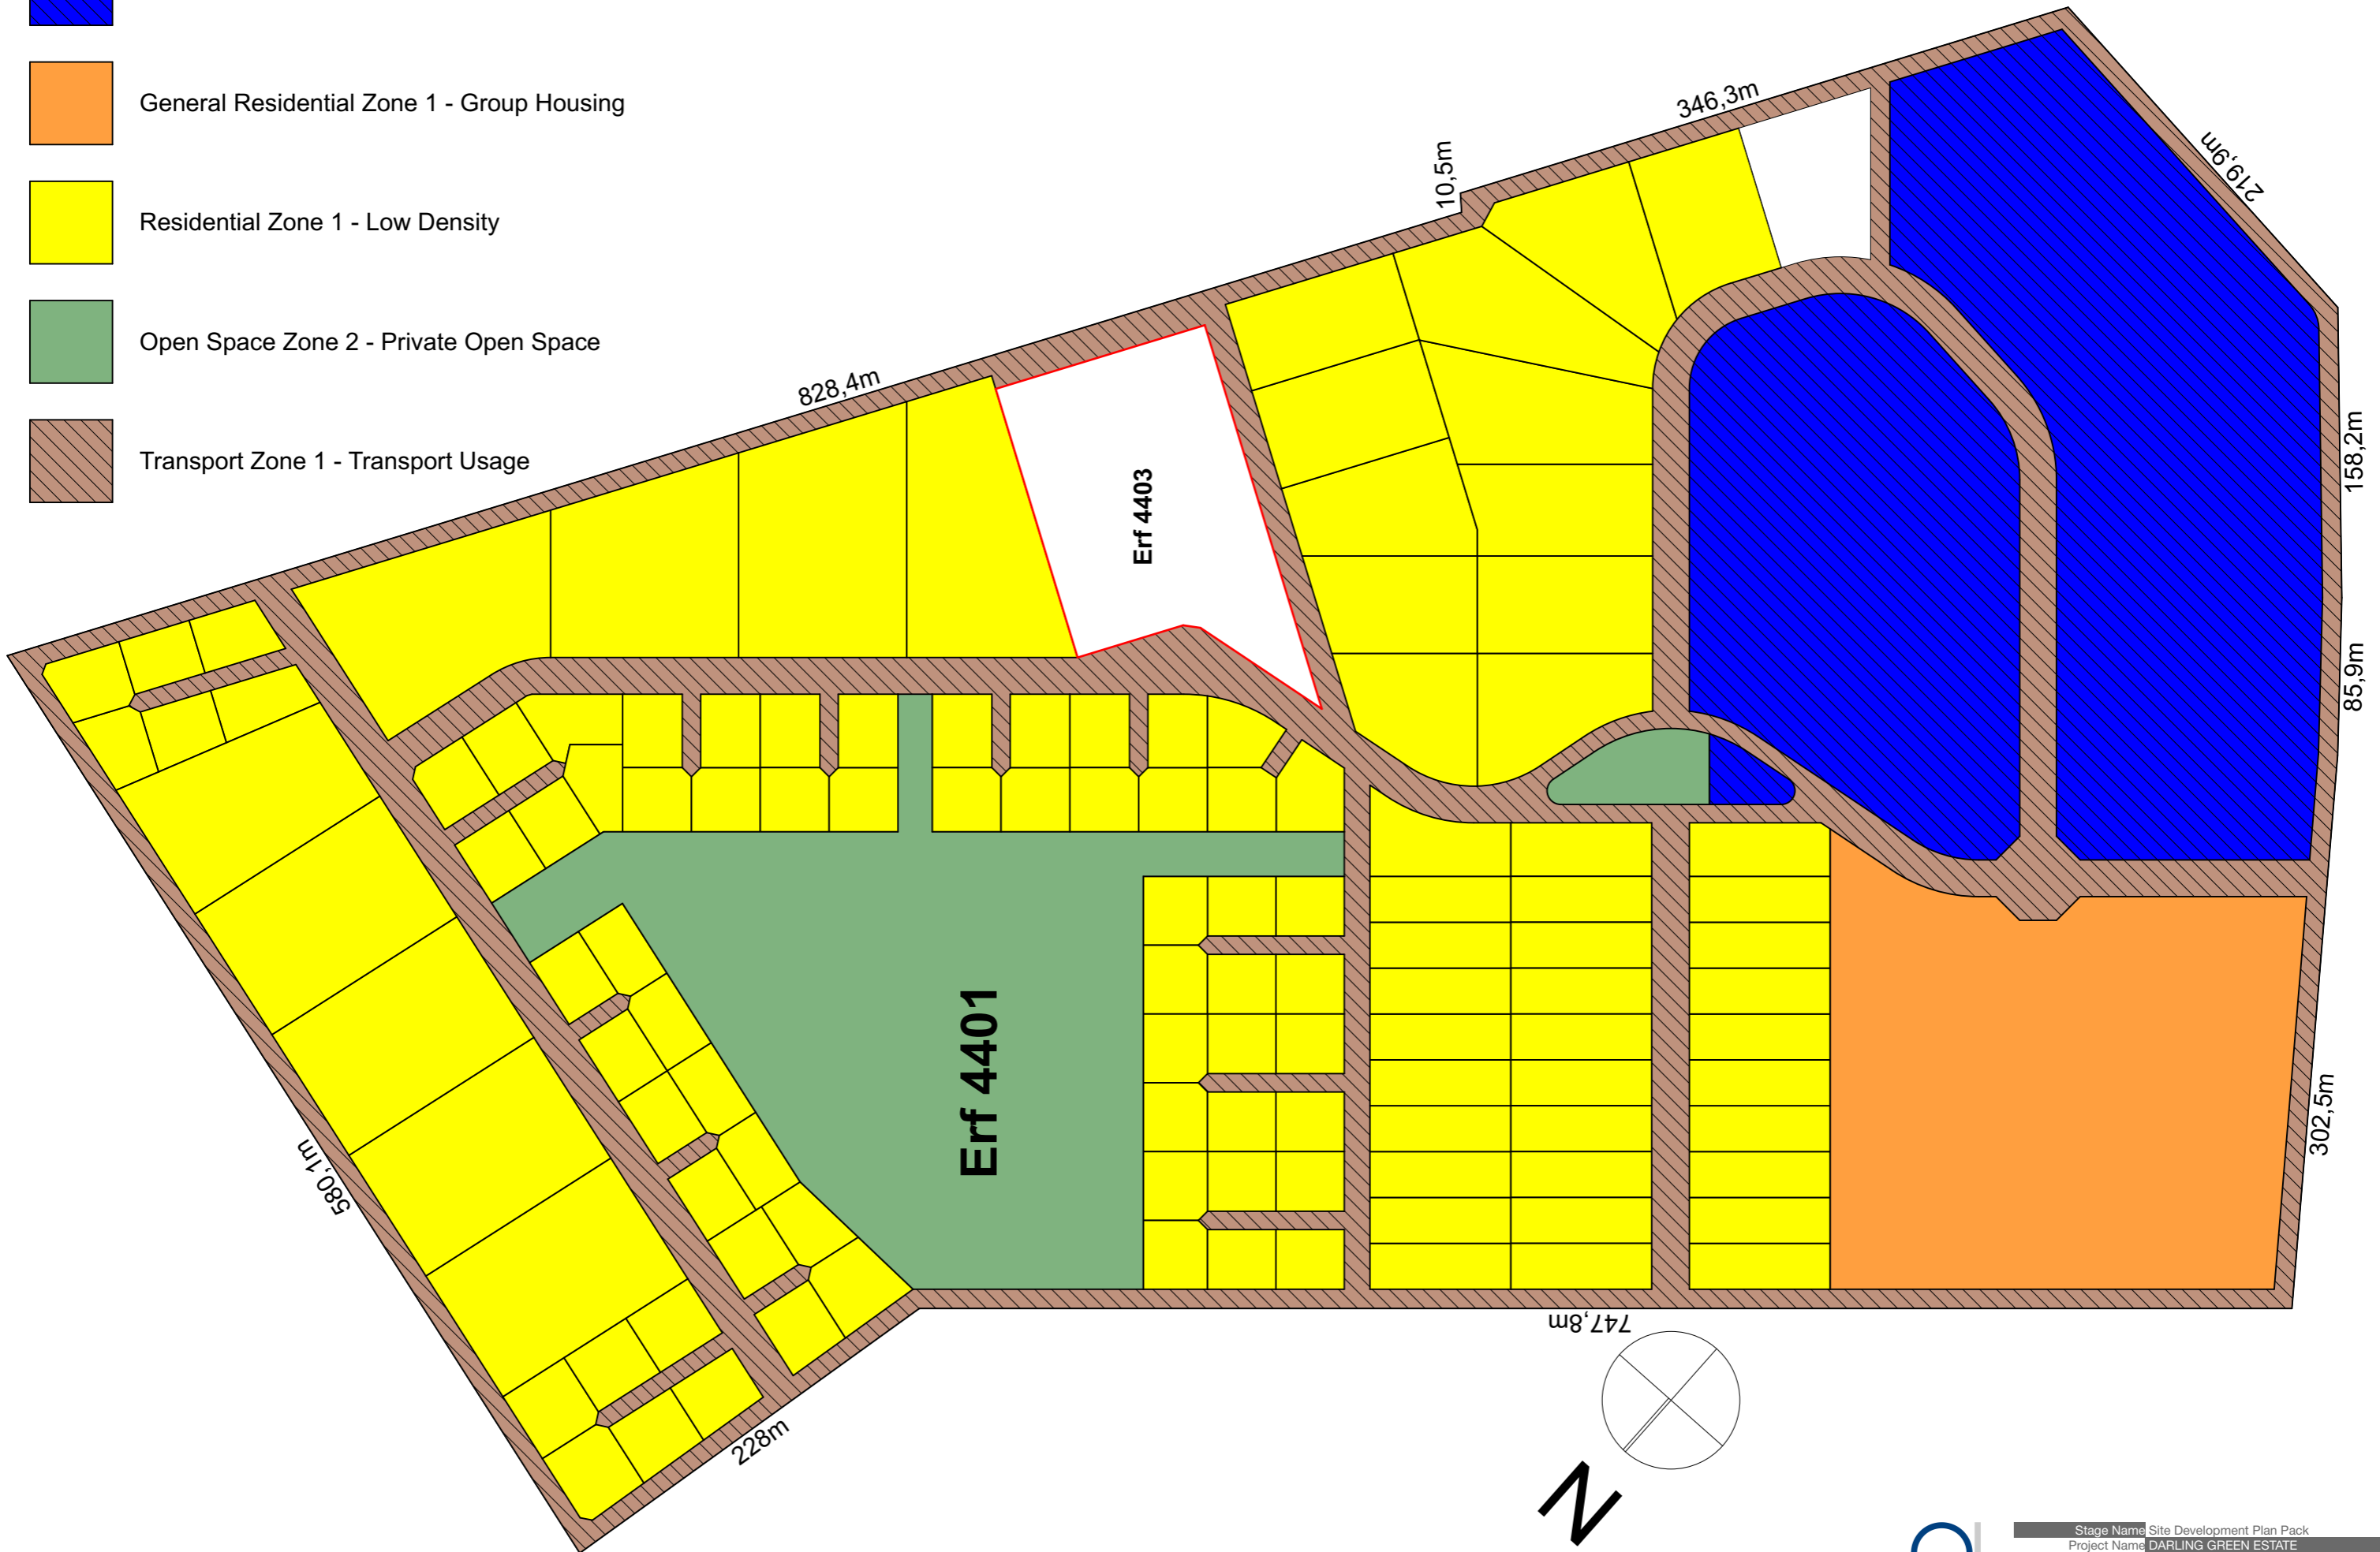 General Residential Zone 1 - Group Housing
Residential Zone 1 - Low Density
Open Space Zone 2 - Private Open Space
Transport Zone 1 - Transport Usage
346,3m
10,5m
219,9m
828,4m
158,2m
Erf 4403
85,9m
Erf 4401
302,5m
580,1m
747,8m
228m
N
Stage Name Site Development Plan Pack
Project Name DARLING GREEN ESTATE